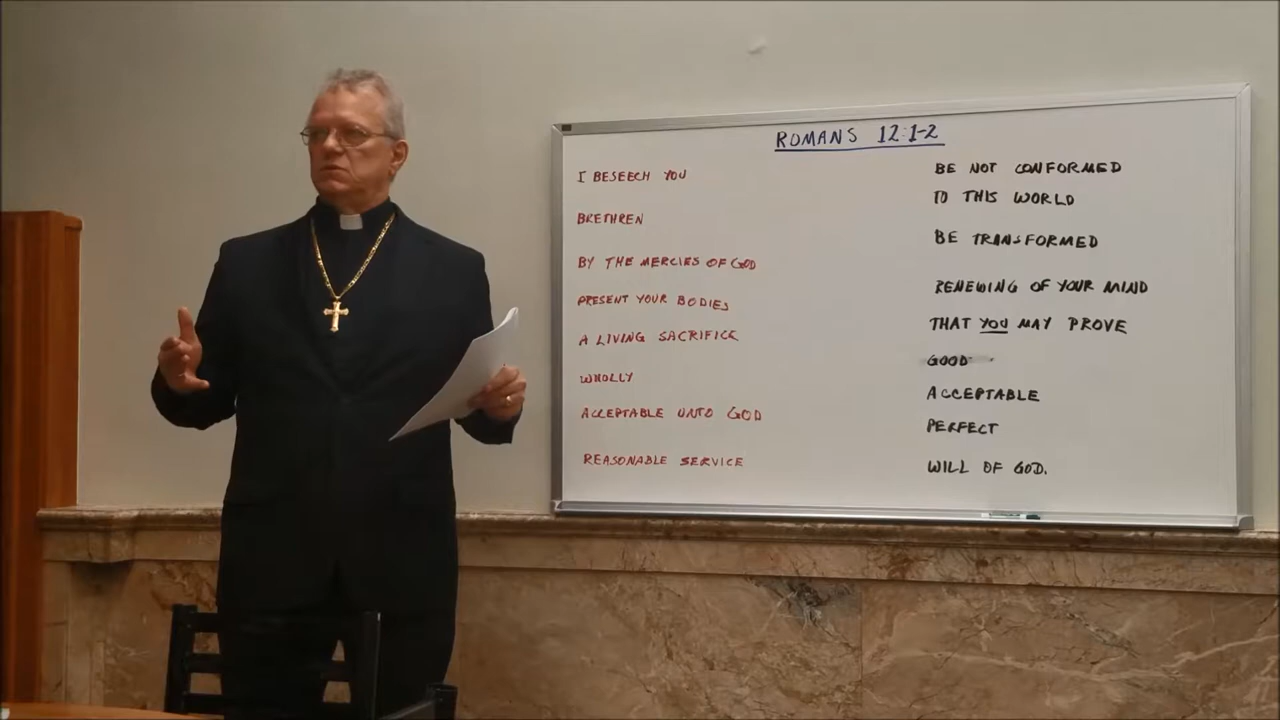 ROMANS 12:1-2
I BESEECH YOU
BRETHREN
BY THE MERCIES OF GOD
PRESENT YOUR BODIES
A LIVING SACRIFICE
WHOLLY
ACCEPTABLE UNTO GOD
REASONABLE SERVICE
BE NOT CONFORMED
TO THIS WORLD
BE TRANSFORMED
RENEWING OF YOUR MIND
THAT YOU MAY PROVE
GOOD
ACCEPTABLE
PERFECT
WILL OF GOD.